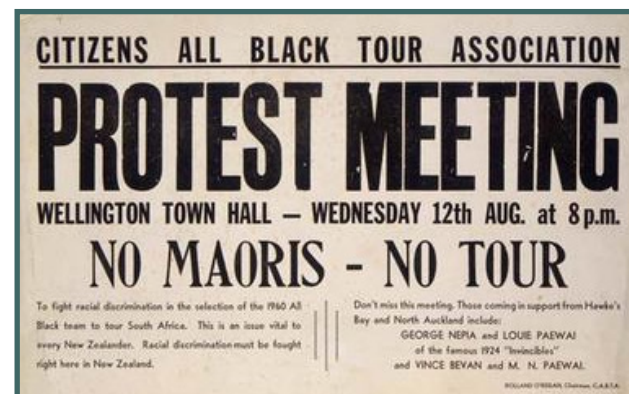 CITIZENS ALL BLACK TOUR ASSOCIATION
PROTEST MEETING
WELLINGTON TOWN HALL — WEDNESDAY 12th AUG. at 8 p.m.
NO MAORIS - NO TOUR
To fight racial discrimination in the selection of the 1960 All
Black team to tour South Africa. This is an issue vital to
every New Zealander. Racial discrimination must be fought
right here in New Zealand.
Don't miss this meeting. Those coming in support from Hawke's
Bay and North Auckland include:
GEORGE NEPIA and LOUIE PAEWAI
of the famous 1924 "Invincibles"
and VINCE BEVAN and M. N. PAEWAI.
ROLLAND O'REGAN, Chairman, C.A.B.T.A.